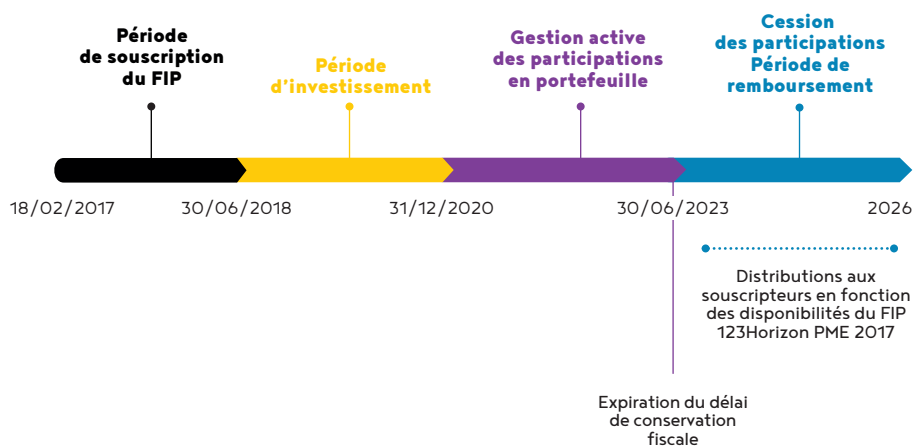 Période
de souscription
du FIP
Période
d'investissement
Gestion active
des participations
en portefeuille
Cession
des participations
Période de
remboursement
18/02/2017
30/06/2018
31/12/2020
30/06/2023
2026
Distributions aux
souscripteurs en fonction
des disponibilités du FIP
123Horizon PME 2017
Expiration du délai
de conservation
fiscale